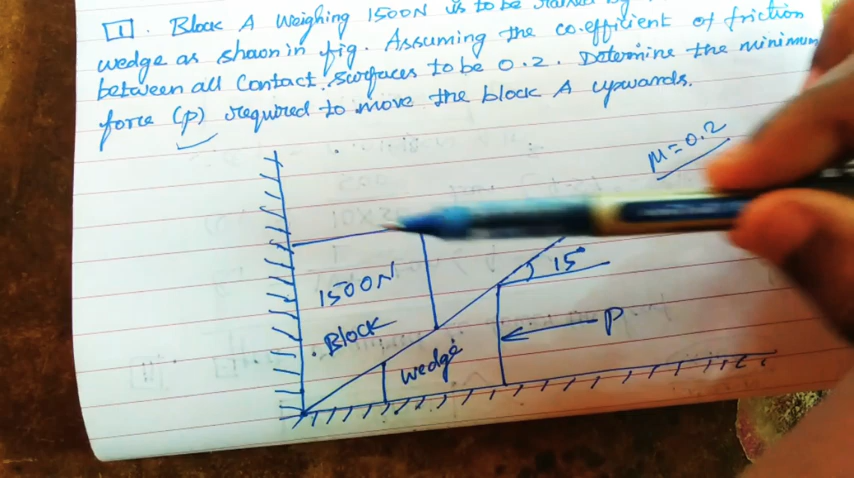 1. Block A Weighing 1500N is to be raised by
wedge as shown in fig. Assuming the co.efficient of friction
between all Contact surfaces to be 0.2. Determine the minimum
force (P) required to move the block A upwards.
μ=0.2
15°
1500N
BLOCK
P
wedge